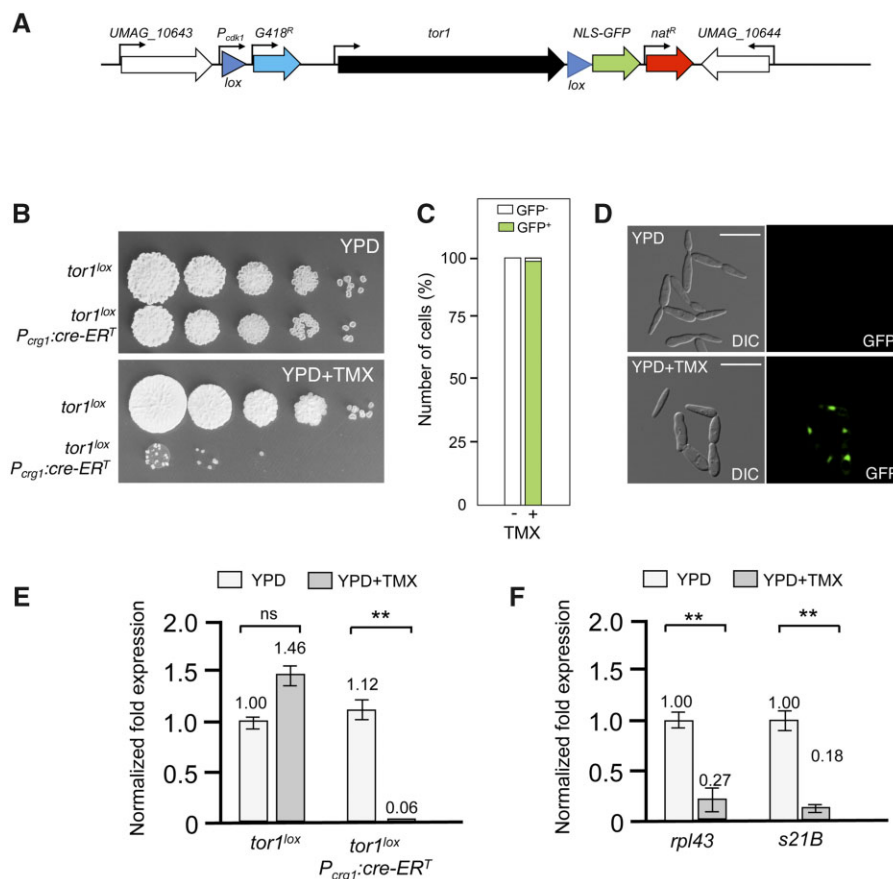 A
UMAG_10643 Pcdk1 G418R tor1 NLS-GFP natR UMAG_10644
lox lox
B
YPD
tor1lox
tor1lox
Pcrg1:cre-ERT
YPD+TMX
tor1lox
tor1lox
Pcrg1:cre-ERT
C
GFP-
GFP+
Number of cells (%)
100
75
50
25
0
- +
TMX
D
YPD
DIC GFP
YPD+TMX
DIC GFP
E
YPD YPD+TMX
Normalized fold expression
2.0
1.5
1.0
0.5
0
ns **
1.00 1.46 1.12 0.06
tor1lox tor1lox
Pcrg1:cre-ERT
F
YPD YPD+TMX
Normalized fold expression
2.0
1.5
1.0
0.5
0
** **
1.00 0.27 1.00 0.18
rpl43 s21B